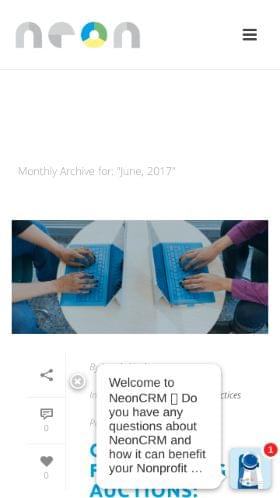 neon
Monthly Archive for: "June, 2017"
Welcome to
NeonCRM ▯ Do
you have any
questions about
NeonCRM and
how it can benefit
your Nonprofit ...
0
0
1
AUCTIONS: